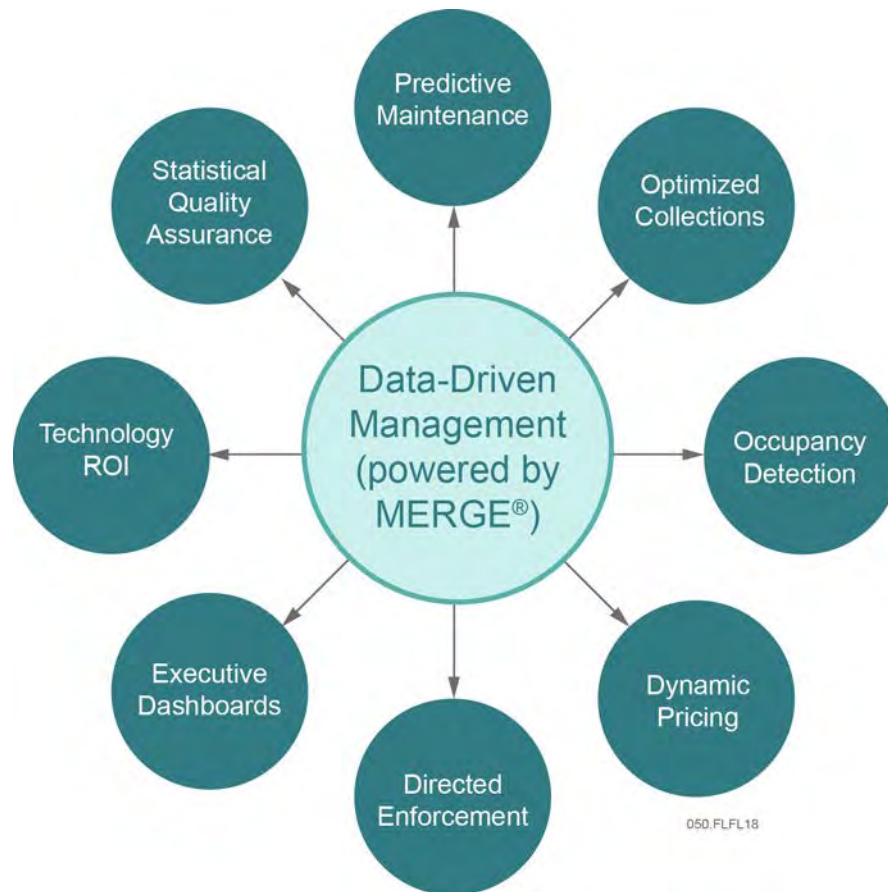 Predictive
Maintenance
Statistical
Quality
Assurance
Optimized
Collections
Data-Driven
Management
(powered by
MERGE®)
Technology
ROI
Occupancy
Detection
Executive
Dashboards
Dynamic
Pricing
Directed
Enforcement
050.FLFL18